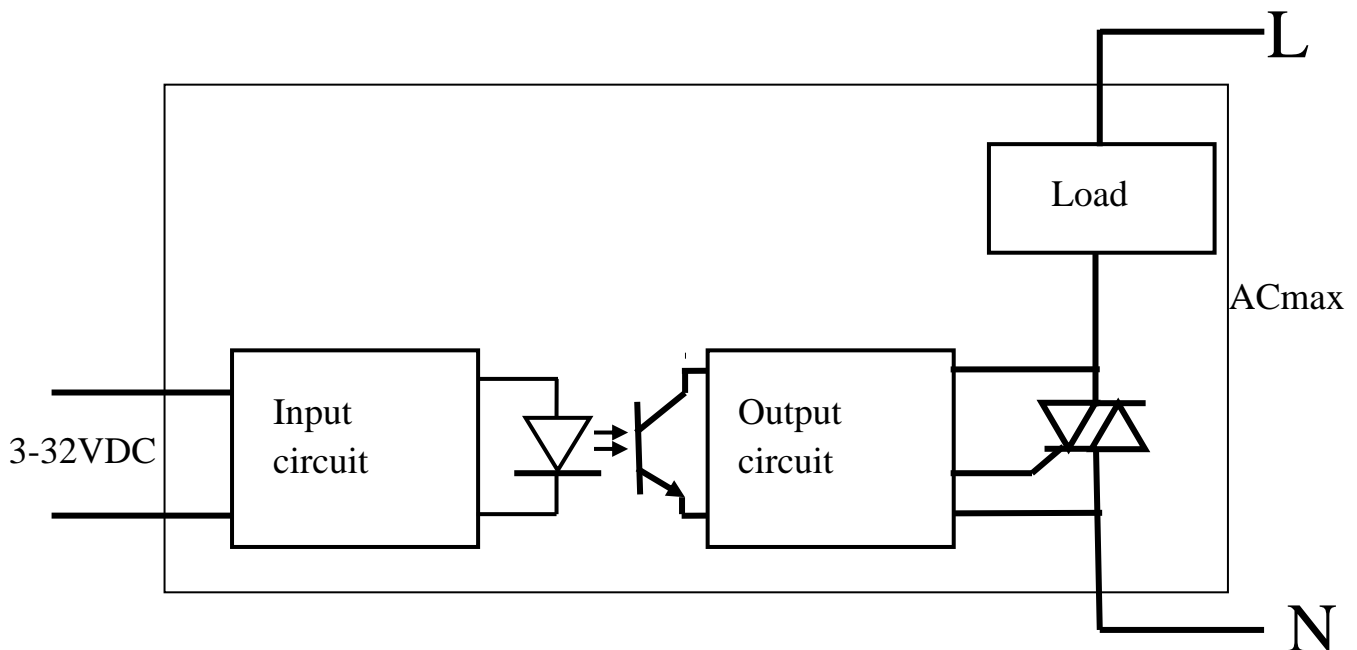 L
Load
ACmax
Input
circuit
Output
circuit
3-32VDC
N